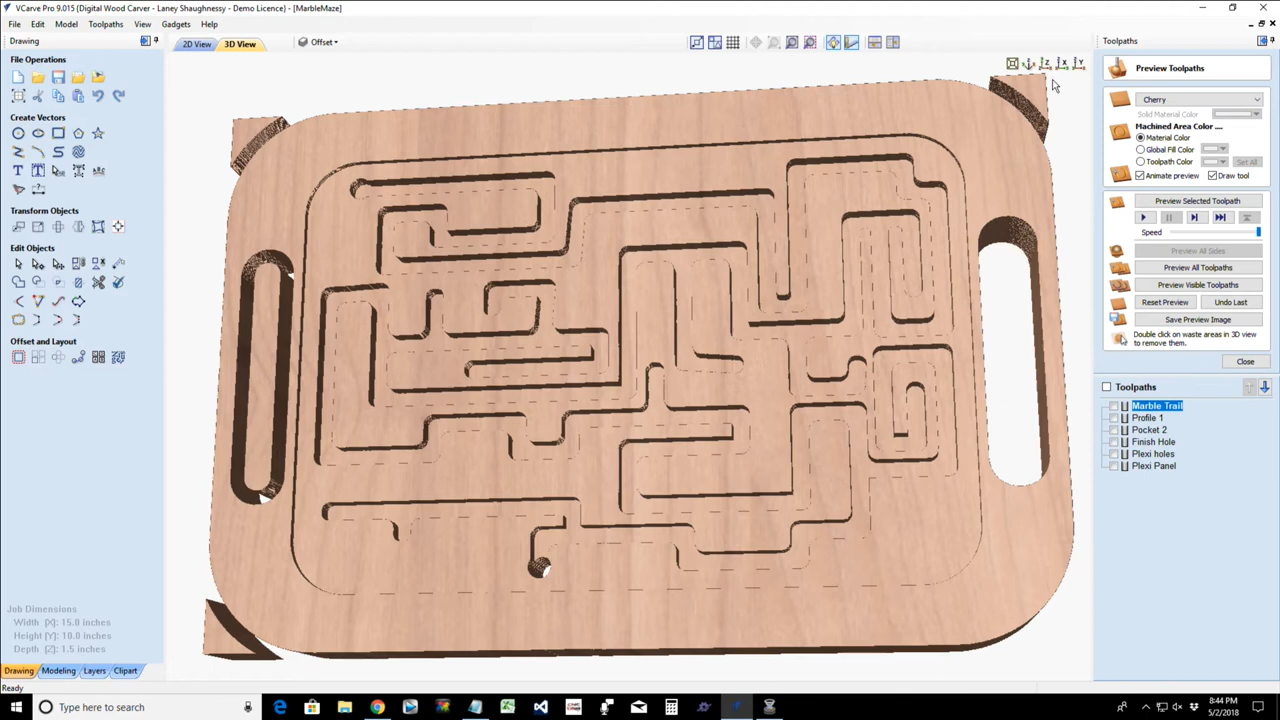 VCarve Pro 9.015 {Digital Wood Carver - Laney Shaughnessy - Demo Licence} - [MarbleMaze]
File Edit Model Toolpaths View Gadgets Help
Drawing
2D View 3D View Offset
Toolpaths
File Operations
Create Vectors
Transform Objects
Edit Objects
Offset and Layout
Job Dimensions
Width (X): 15.0 inches
Height (Y): 10.0 inches
Depth (Z): 1.5 inches
Drawing Modeling Layers Clipart
Ready
Z X Y
Preview Toolpaths
Cherry
Solid Material Color
Machined Area Color ....
Material Color
Global Fill Color
Toolpath Color Set All
Animate preview Draw tool
Preview Selected Toolpath
Speed
Preview All Sides
Preview All Toolpaths
Preview Visible Toolpaths
Reset Preview Undo Last
Save Preview Image
Double click on waste areas in 3D view
to remove them.
Close
Toolpaths
Marble Trail
Profile 1
Pocket 2
Finish Hole
Plexi holes
Plexi Panel
Type here to search
8:44 PM
5/2/2018